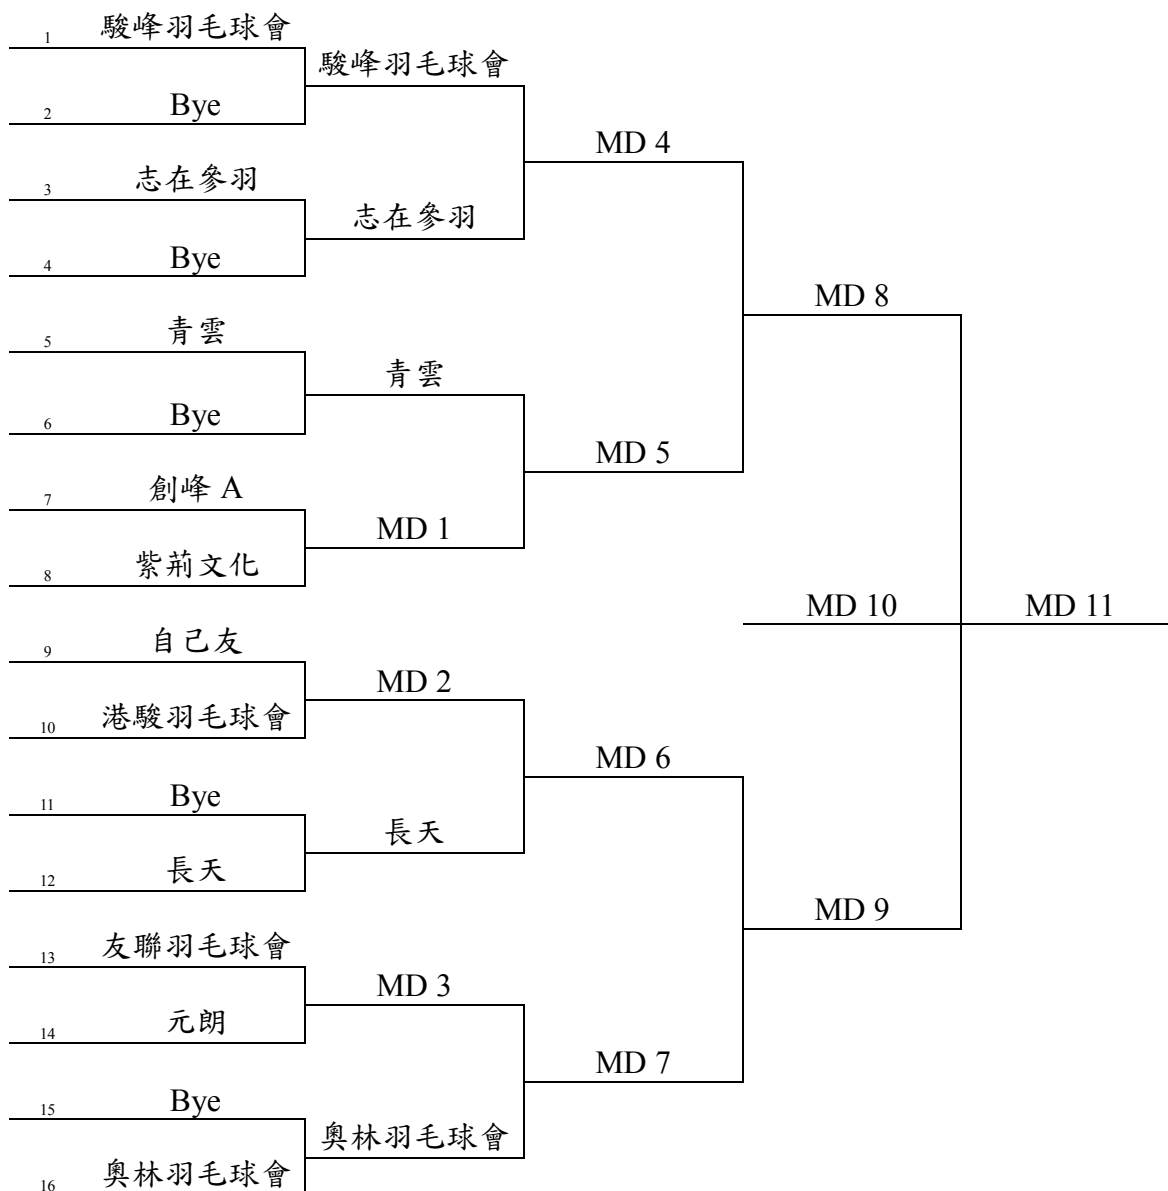 1 駿峰羽毛球會
駿峰羽毛球會
2 Bye
MD 4
3 志在參羽
志在參羽
4 Bye
MD 8
5 青雲
青雲
6 Bye
MD 5
7 創峰 A
MD 1
8 紫荊文化
MD 10 MD 11
9 自己友
MD 2
10 港駿羽毛球會
MD 6
11 Bye
長天
12 長天
MD 9
13 友聯羽毛球會
MD 3
14 元朗
MD 7
15 Bye
奧林羽毛球會
16 奧林羽毛球會